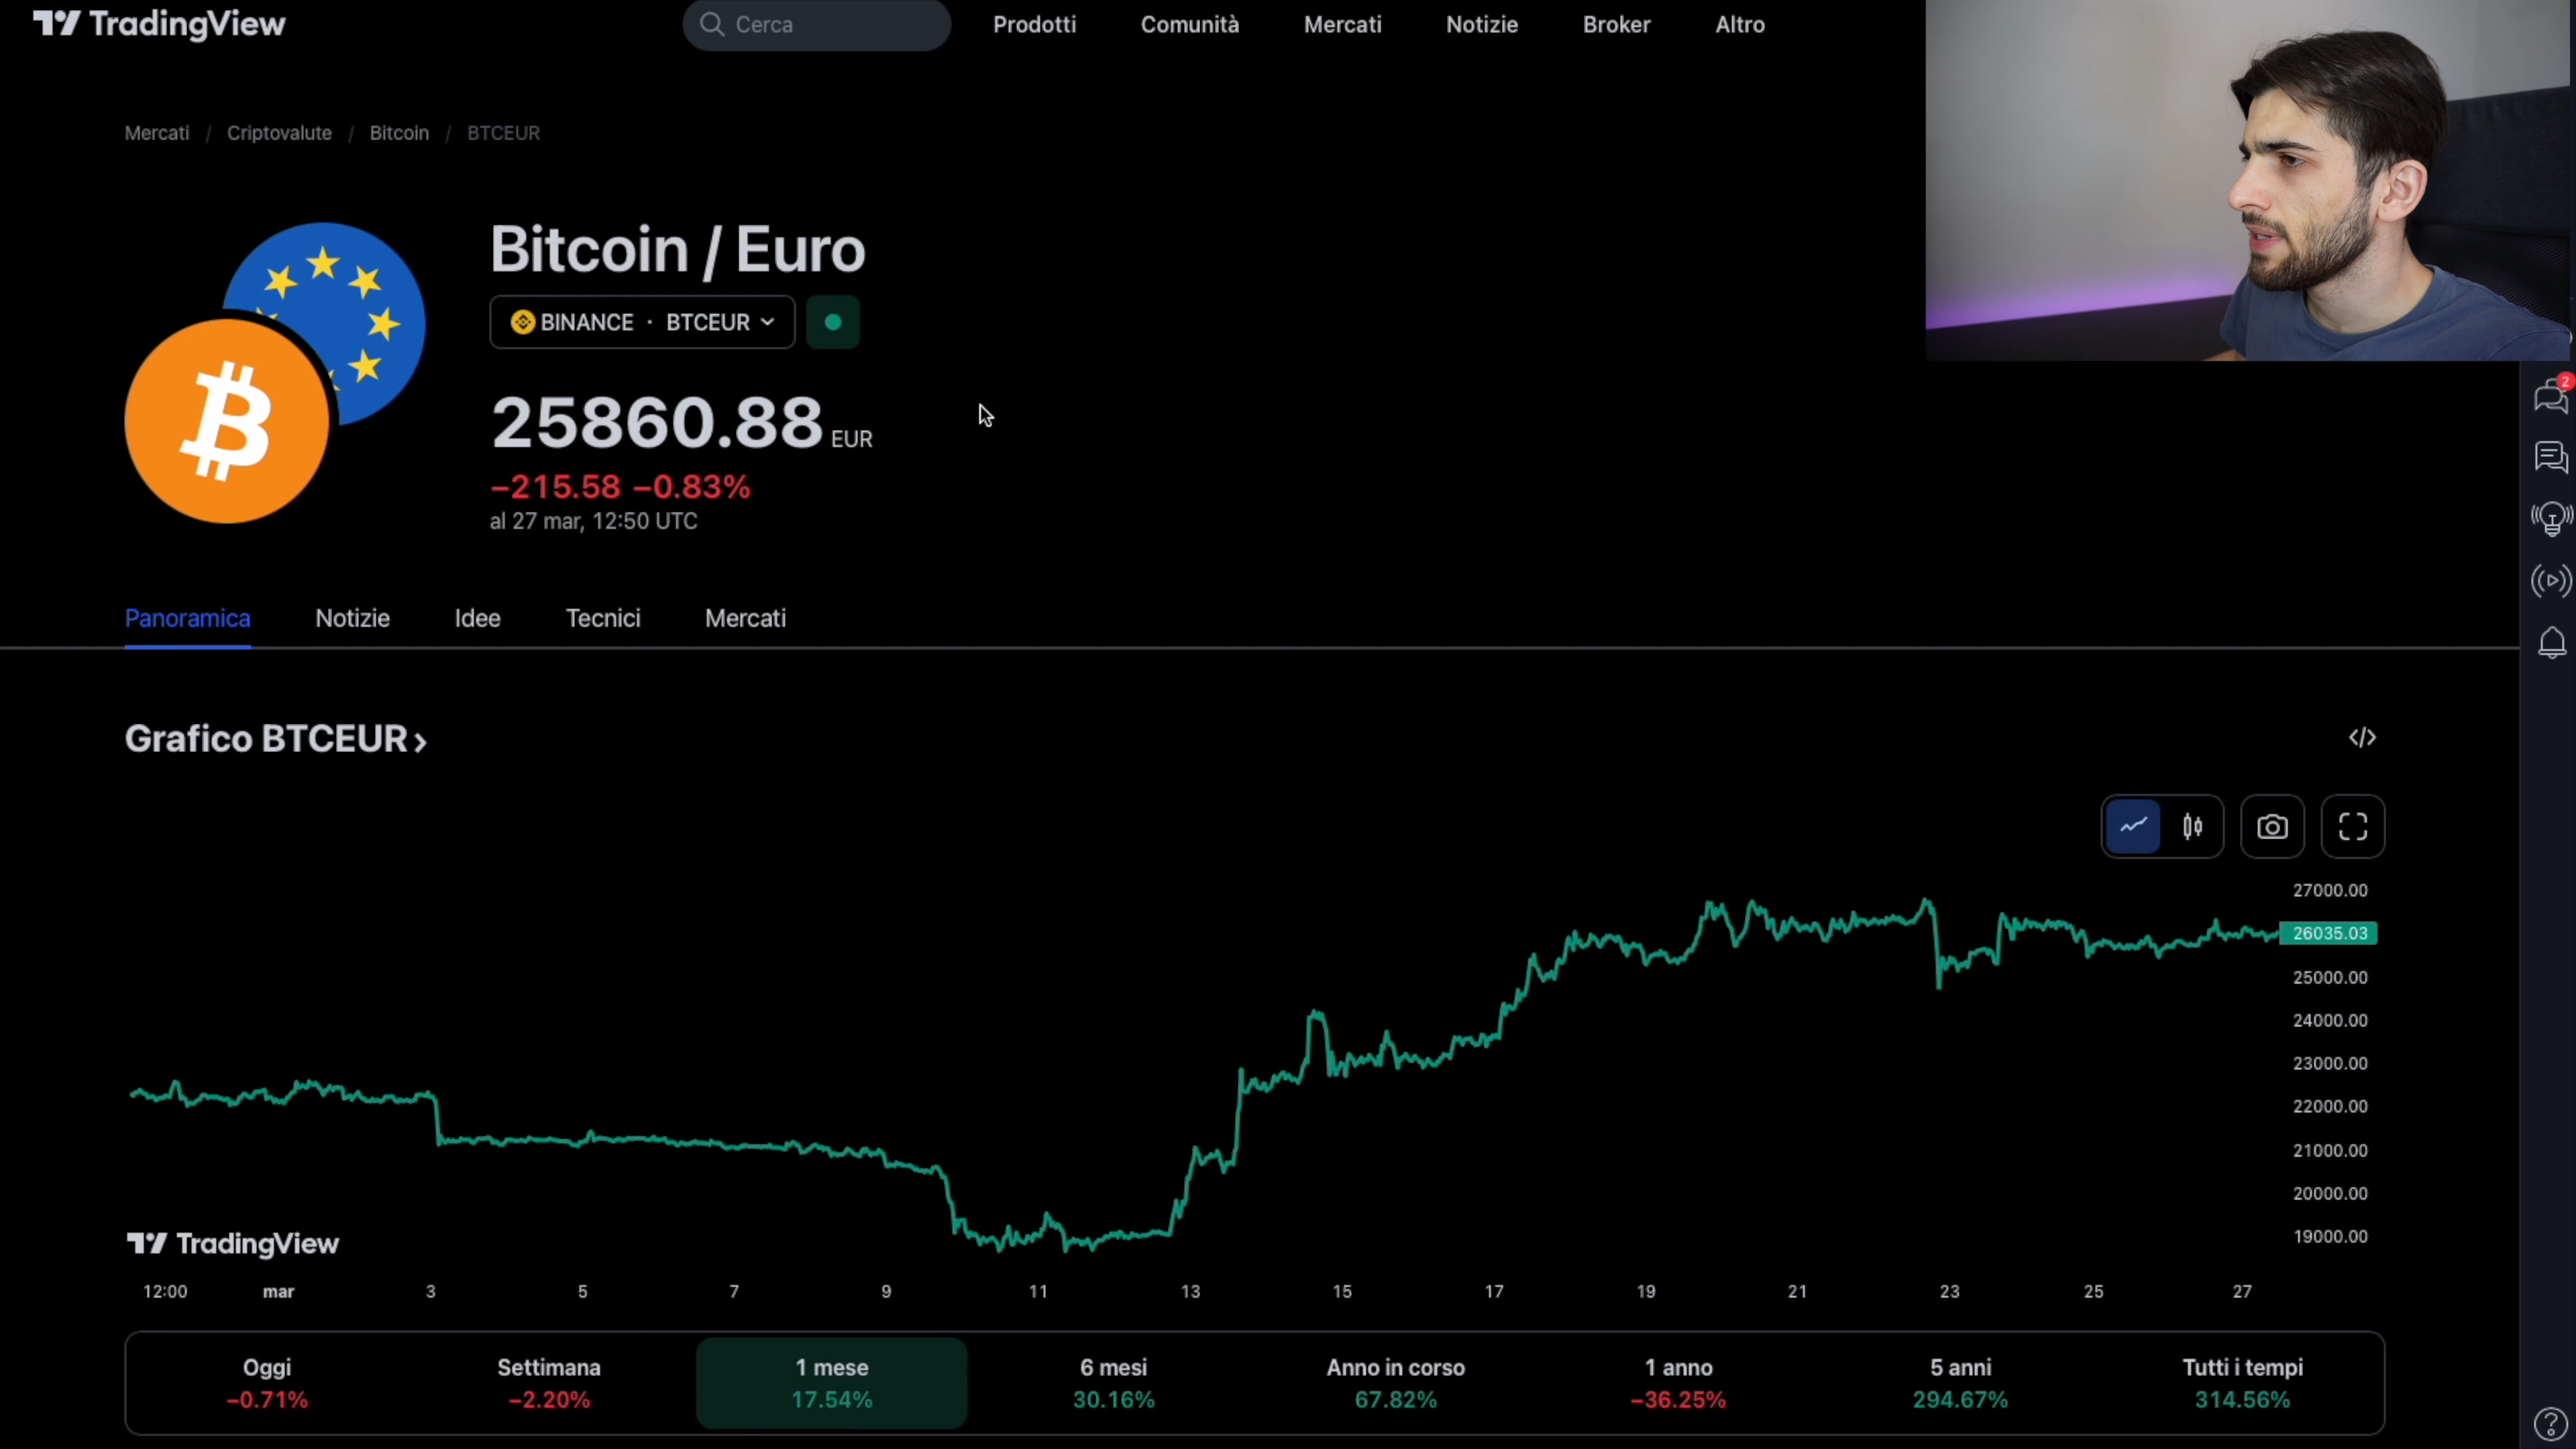 TradingView
Cerca
Prodotti Comunità Mercati Notizie Broker Altro
Mercati / Criptovalute / Bitcoin / BTCEUR
Bitcoin / Euro
BINANCE · BTCEUR
25860.88 EUR
−215.58 −0.83%
al 27 mar, 12:50 UTC
2
Panoramica Notizie Idee Tecnici Mercati
Grafico BTCEUR ›
27000.00
26035.03
25000.00
24000.00
23000.00
22000.00
21000.00
20000.00
19000.00
TradingView
12:00 mar 3 5 7 9 11 13 15 17 19 21 23 25 27
Oggi Settimana 1 mese 6 mesi Anno in corso 1 anno 5 anni Tutti i tempi
−0.71% −2.20% 17.54% 30.16% 67.82% −36.25% 294.67% 314.56%